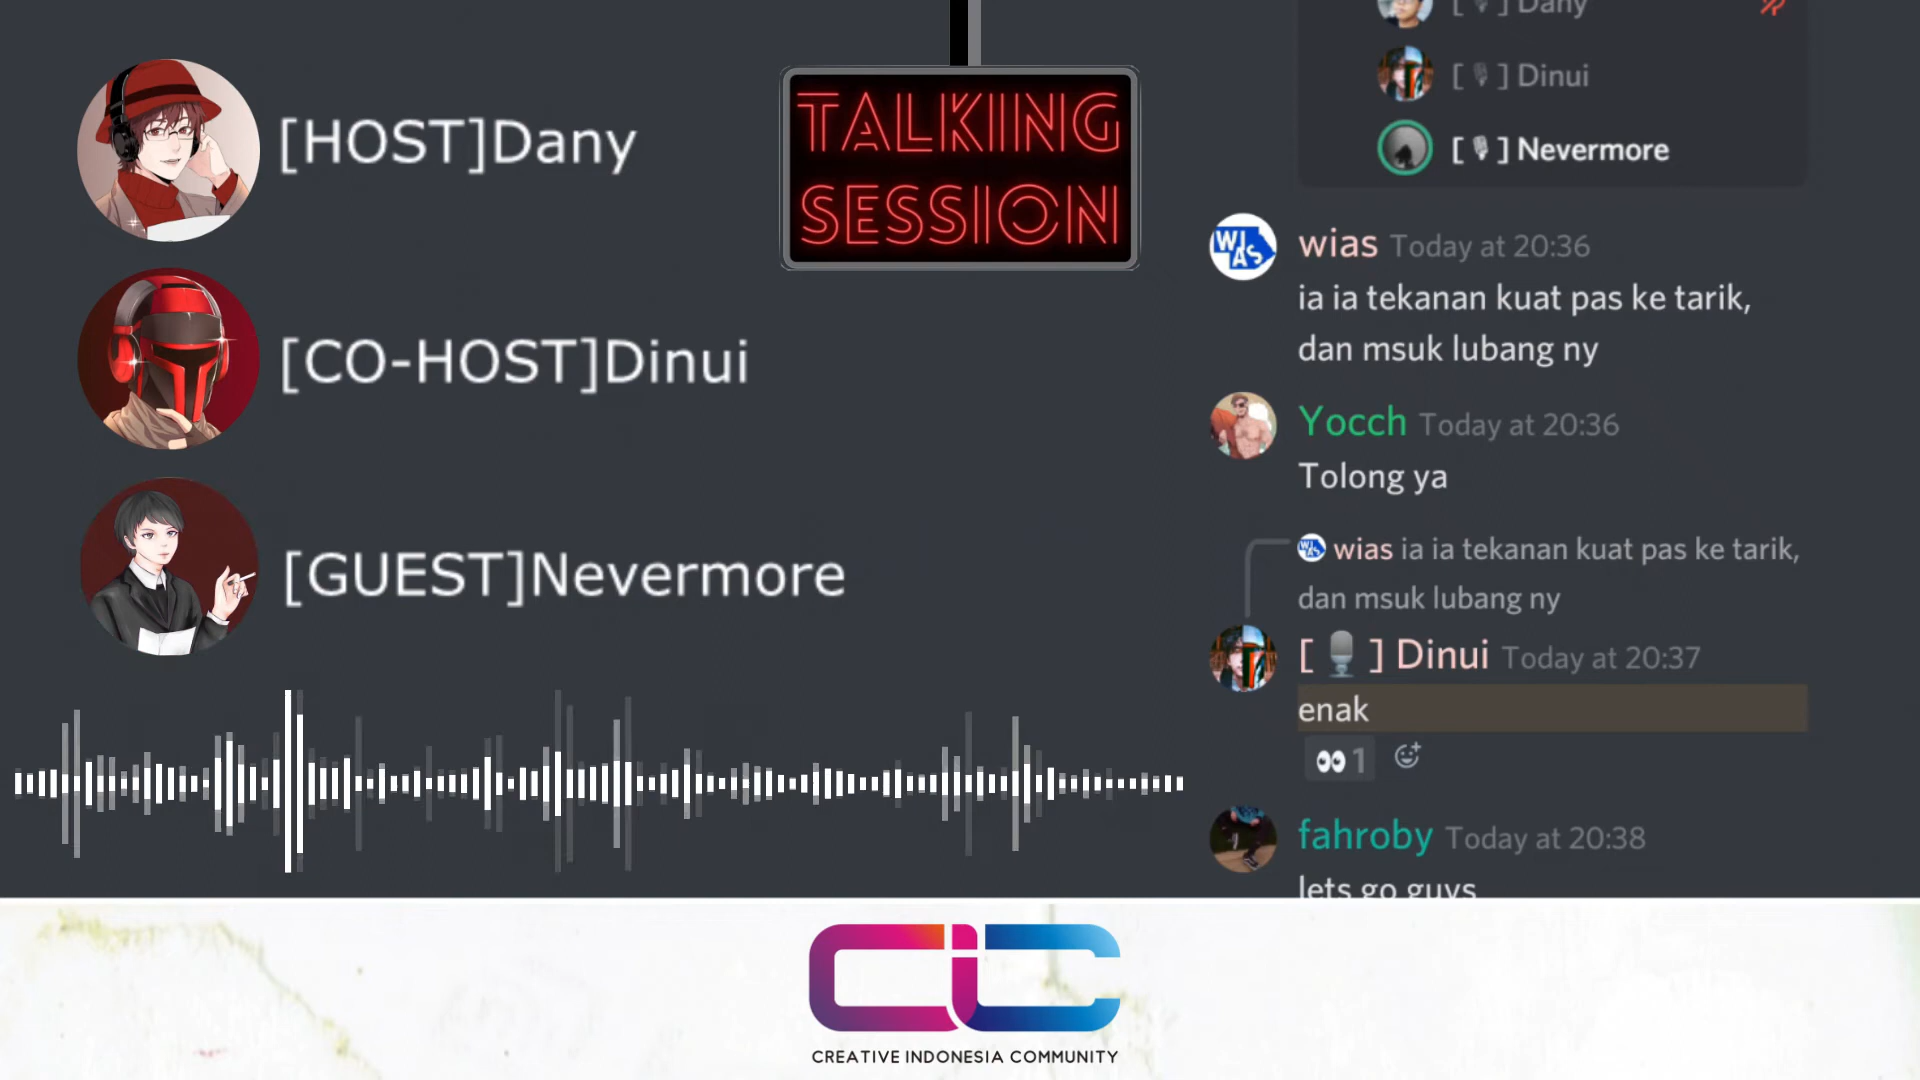 [HOST]Dany
[CO-HOST]Dinui
[GUEST]Nevermore
TALKING
SESSION
[ ] Dany
[ ] Dinui
[ ] Nevermore
wias Today at 20:36
ia ia tekanan kuat pas ke tarik,
dan msuk lubang ny
Yocch Today at 20:36
Tolong ya
wias ia ia tekanan kuat pas ke tarik,
dan msuk lubang ny
[ 🎙️ ] Dinui Today at 20:37
enak
👀 1
fahroby Today at 20:38
lets go guys
WIAS
CIC
CREATIVE INDONESIA COMMUNITY